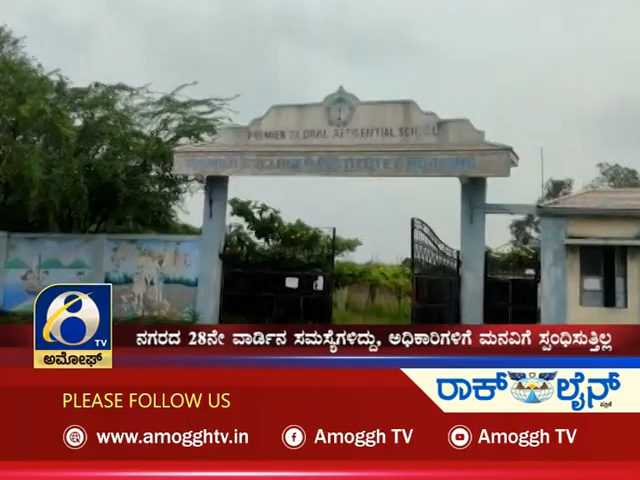 PREMIER GLOBAL RESIDENTIAL SCHOOL
TV
ಅಮೋಘ್
ನಗರದ 28ನೇ ವಾರ್ಡಿನ ಸಮಸ್ಯೆಗಳಿದ್ದು, ಅಧಿಕಾರಿಗಳಿಗೆ ಮನವಿಗೆ ಸ್ಪಂಧಿಸುತ್ತಿಲ್ಲ
PLEASE FOLLOW US
ರಾಕ್ ಲೈನ್
www.amogghtv.in
Amoggh TV
Amoggh TV